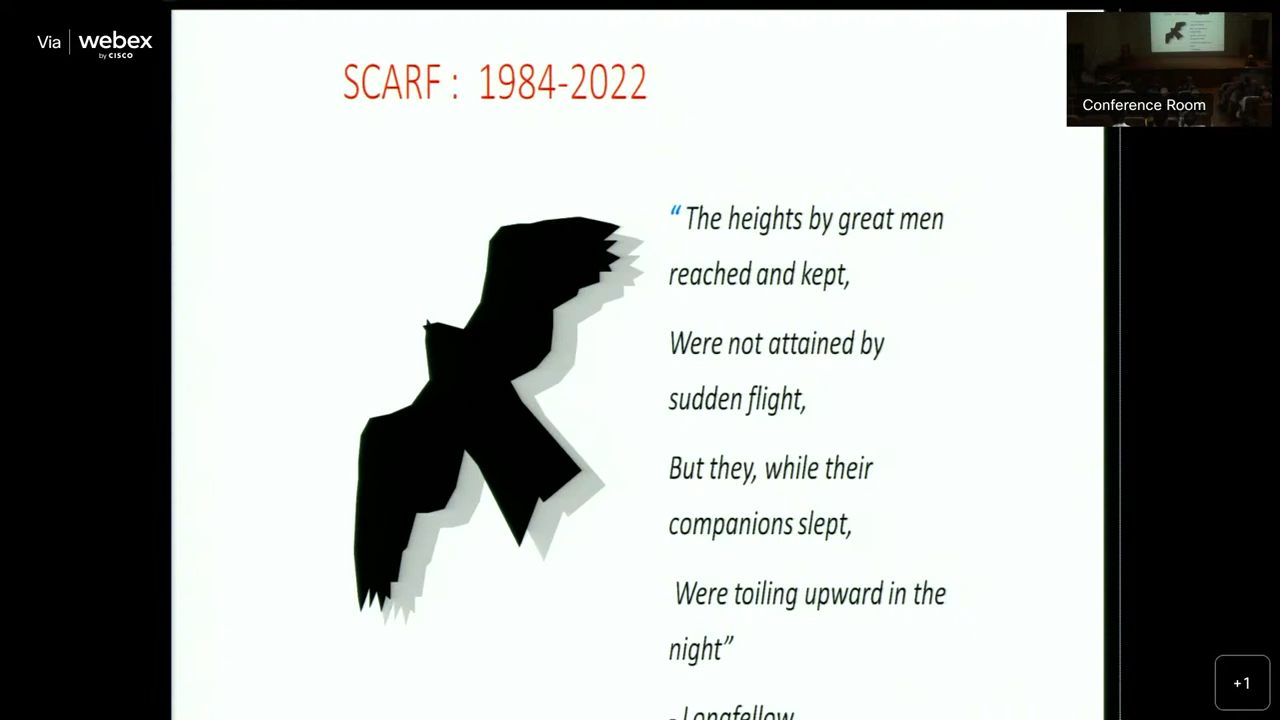 Via webex
by CISCO
SCARF : 1984-2022
Conference Room
“ The heights by great men
reached and kept,
Were not attained by
sudden flight,
But they, while their
companions slept,
Were toiling upward in the
night”
- Longfellow
+1